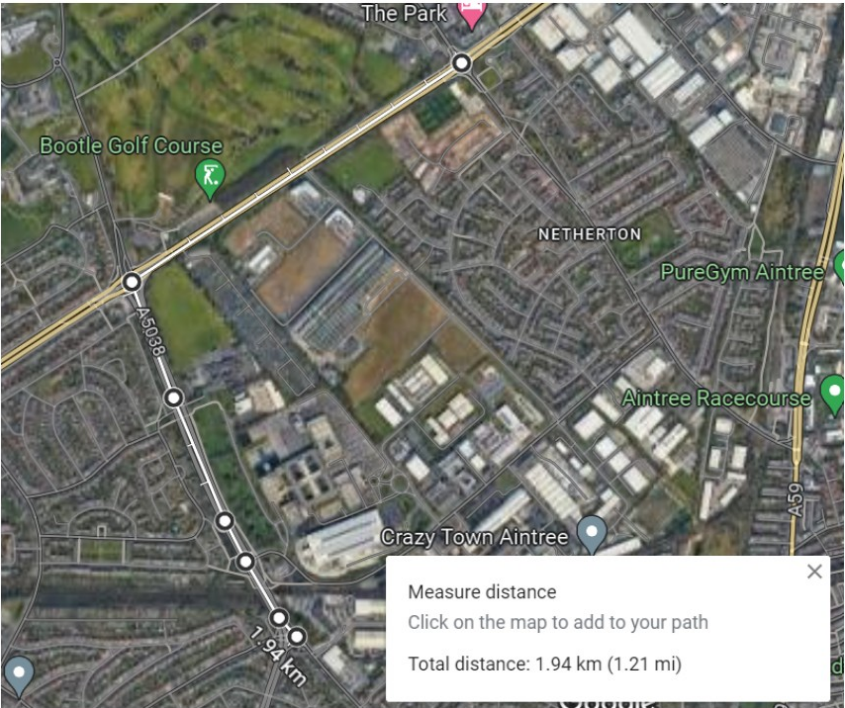 The Park
Bootle Golf Course
NETHERTON
PureGym Aintree
A5038
Aintree Racecourse
A59
Crazy Town Aintree
1.94 km
Measure distance
Click on the map to add to your path
Total distance: 1.94 km (1.21 mi)
Google